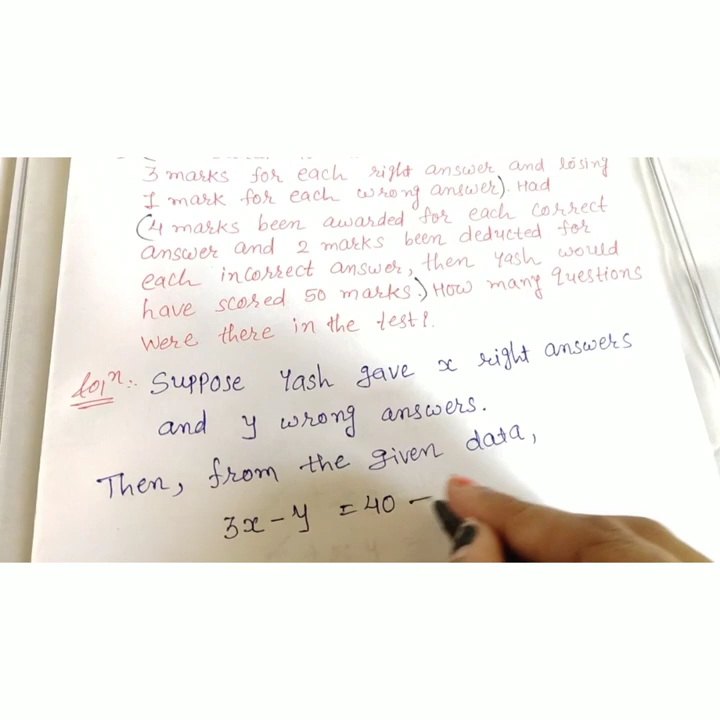 3 marks for each right answer and losing
1 mark for each wrong answer). Had
(4 marks been awarded for each correct
answer and 2 marks been deducted for
each incorrect answer, then Yash would
have scored 50 marks.) How many questions
were there in the test?
Solⁿ:- Suppose Yash gave x right answers
and y wrong answers.
Then, from the given data,
3x - y = 40 -